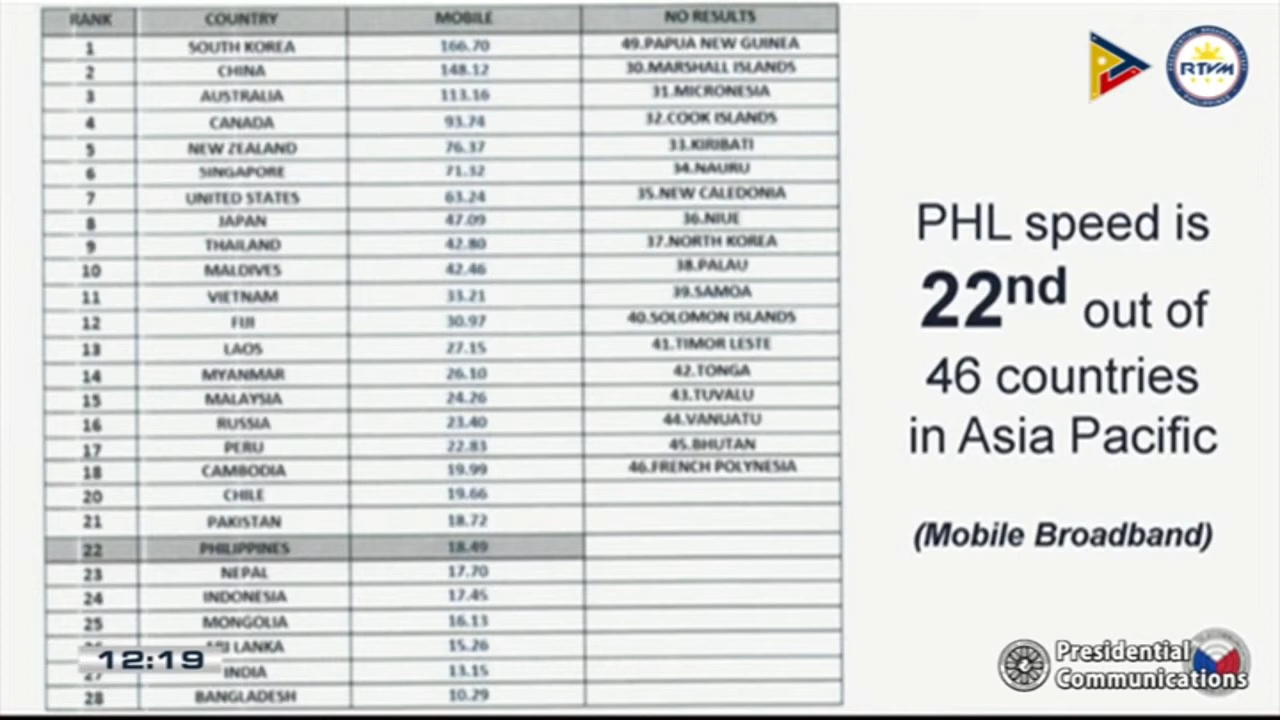 RANK COUNTRY MOBILE NO RESULTS
1 SOUTH KOREA 166.70 49.PAPUA NEW GUINEA
2 CHINA 148.12 30.MARSHALL ISLANDS
3 AUSTRALIA 113.16 31.MICRONESIA
4 CANADA 93.74 32.COOK ISLANDS
5 NEW ZEALAND 76.37 33.KIRIBATI
6 SINGAPORE 71.32 34.NAURU
7 UNITED STATES 63.24 35.NEW CALEDONIA
8 JAPAN 47.09 36.NIUE
9 THAILAND 42.80 37.NORTH KOREA
10 MALDIVES 42.46 38.PALAU
11 VIETNAM 33.21 39.SAMOA
12 FIJI 30.97 40.SOLOMON ISLANDS
13 LAOS 27.15 41.TIMOR LESTE
14 MYANMAR 26.10 42.TONGA
15 MALAYSIA 24.26 43.TUVALU
16 RUSSIA 23.40 44.VANUATU
17 PERU 22.83 45.BHUTAN
18 CAMBODIA 19.99 46.FRENCH POLYNESIA
20 CHILE 19.66
21 PAKISTAN 18.72
22 PHILIPPINES 18.49
23 NEPAL 17.70
24 INDONESIA 17.45
25 MONGOLIA 16.13
LANKA 15.26
INDIA 13.15
28 BANGLADESH 10.29
12:19
RTVM
PHL speed is
22nd out of
46 countries
in Asia Pacific
(Mobile Broadband)
Presidential
Communications